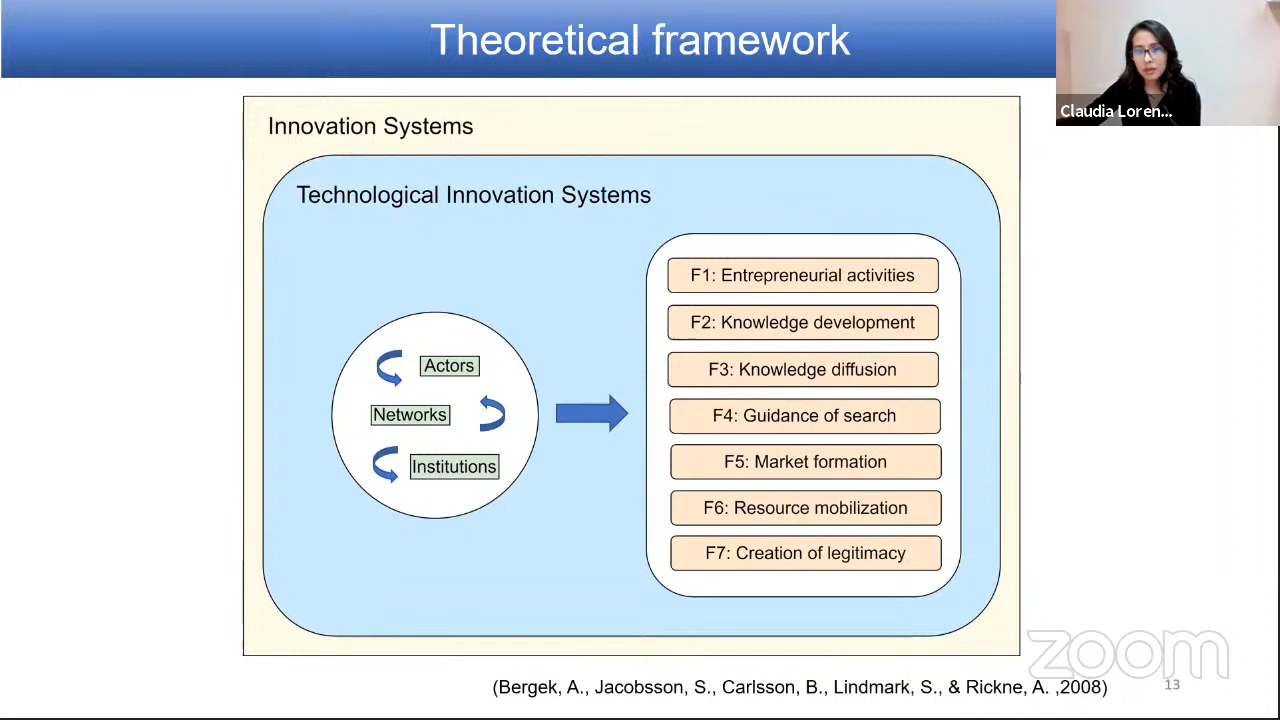 Theoretical framework
Claudia Loren...
Innovation Systems
Technological Innovation Systems
Actors
Networks
Institutions
F1: Entrepreneurial activities
F2: Knowledge development
F3: Knowledge diffusion
F4: Guidance of search
F5: Market formation
F6: Resource mobilization
F7: Creation of legitimacy
zoom
(Bergek, A., Jacobsson, S., Carlsson, B., Lindmark, S., & Rickne, A. ,2008)
13